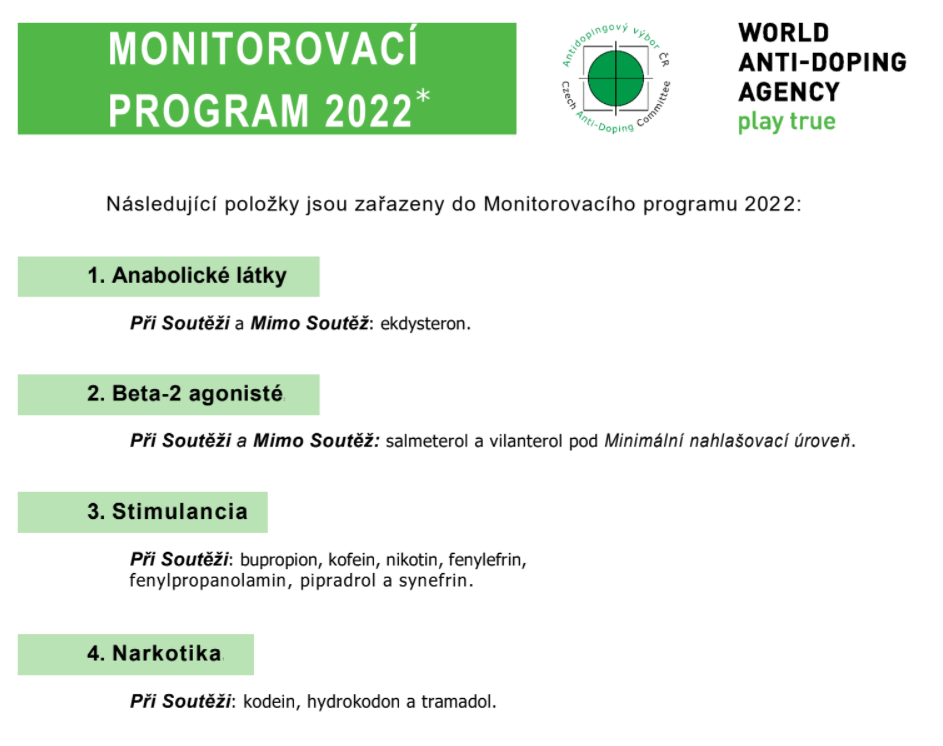 MONITOROVACÍ
PROGRAM 2022*
Antidopingový výbor ČR
Czech Anti-Doping Committee
WORLD
ANTI-DOPING
AGENCY
play true
Následující položky jsou zařazeny do Monitorovacího programu 2022:
1. Anabolické látky
Při Soutěži a Mimo Soutěž: ekdysteron.
2. Beta-2 agonisté
Při Soutěži a Mimo Soutěž: salmeterol a vilanterol pod Minimální nahlašovací úroveň.
3. Stimulancia
Při Soutěži: bupropion, kofein, nikotin, fenylefrin,
fenylpropanolamin, pipradrol a synefrin.
4. Narkotika
Při Soutěži: kodein, hydrokodon a tramadol.